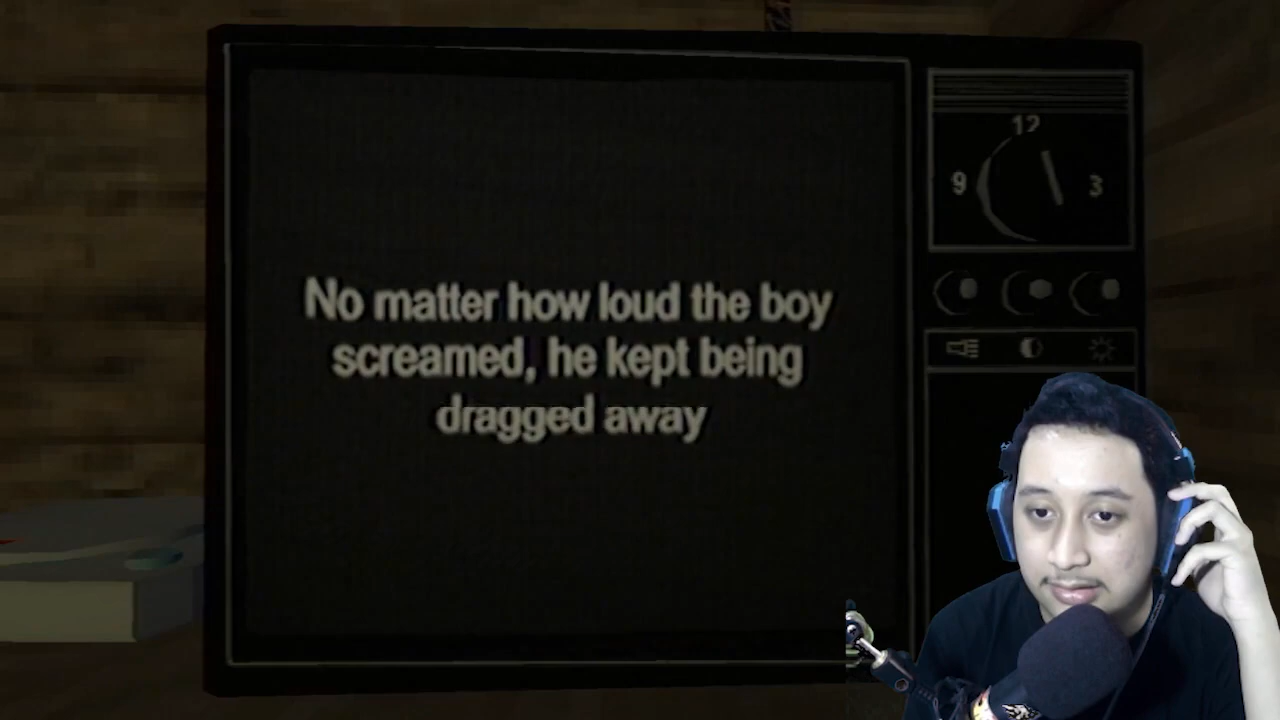 12
9
3
No matter how loud the boy
screamed, he kept being
dragged away